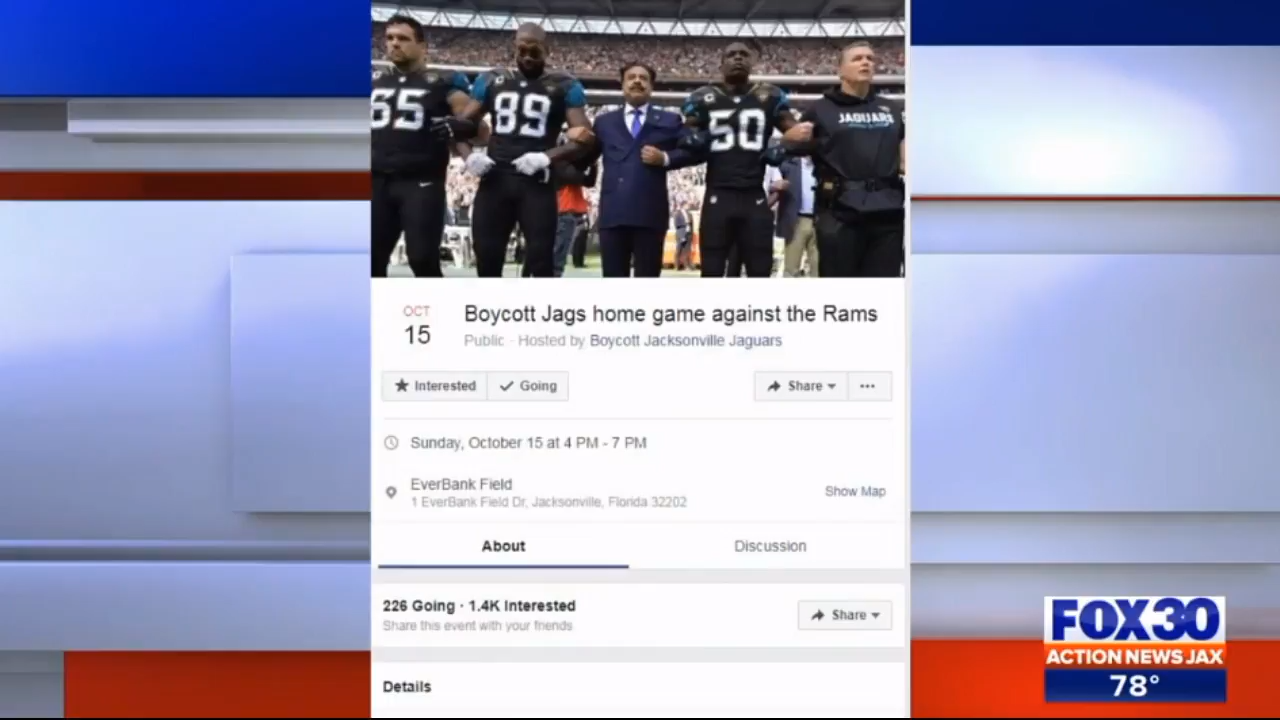 65
89
50
JAGUARS
OCT
15
Boycott Jags home game against the Rams
Public · Hosted by Boycott Jacksonville Jaguars
Interested
Going
Share
Sunday, October 15 at 4 PM - 7 PM
EverBank Field
1 EverBank Field Dr, Jacksonville, Florida 32202
Show Map
About
Discussion
226 Going · 1.4K Interested
Share this event with your friends
Share
Details
FOX30
ACTION NEWS JAX
78°